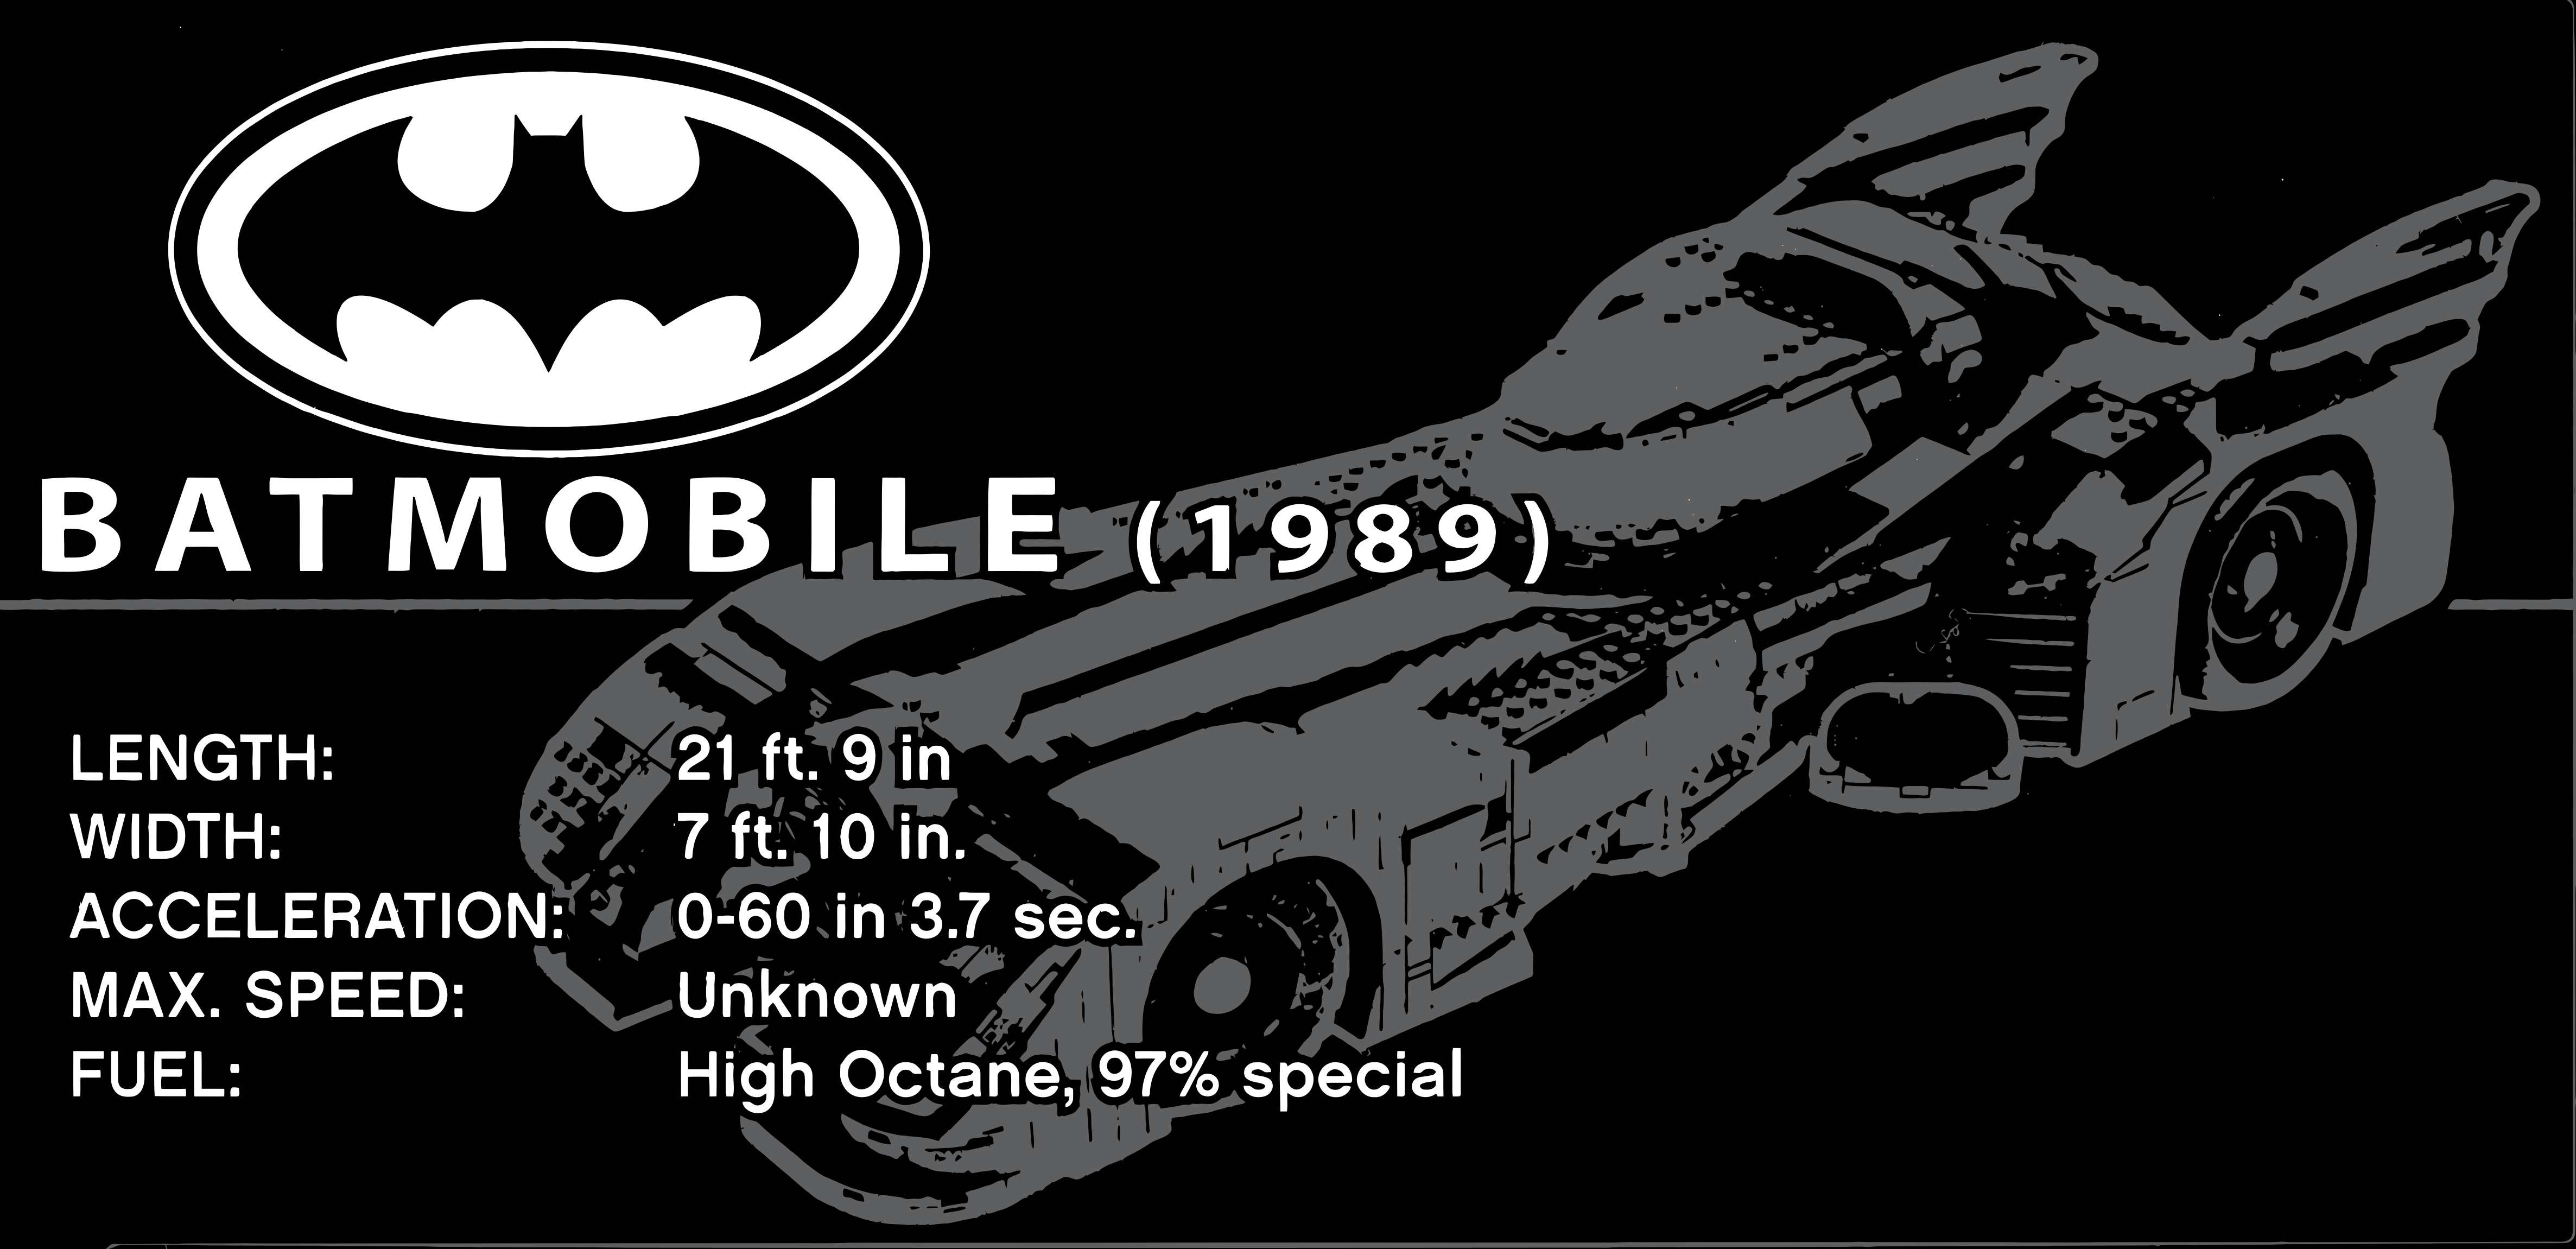 BATMOBILE (1989)
LENGTH: 21 ft. 9 in
WIDTH: 7 ft. 10 in.
ACCELERATION: 0-60 in 3.7 sec.
MAX. SPEED: Unknown
FUEL: High Octane, 97% special